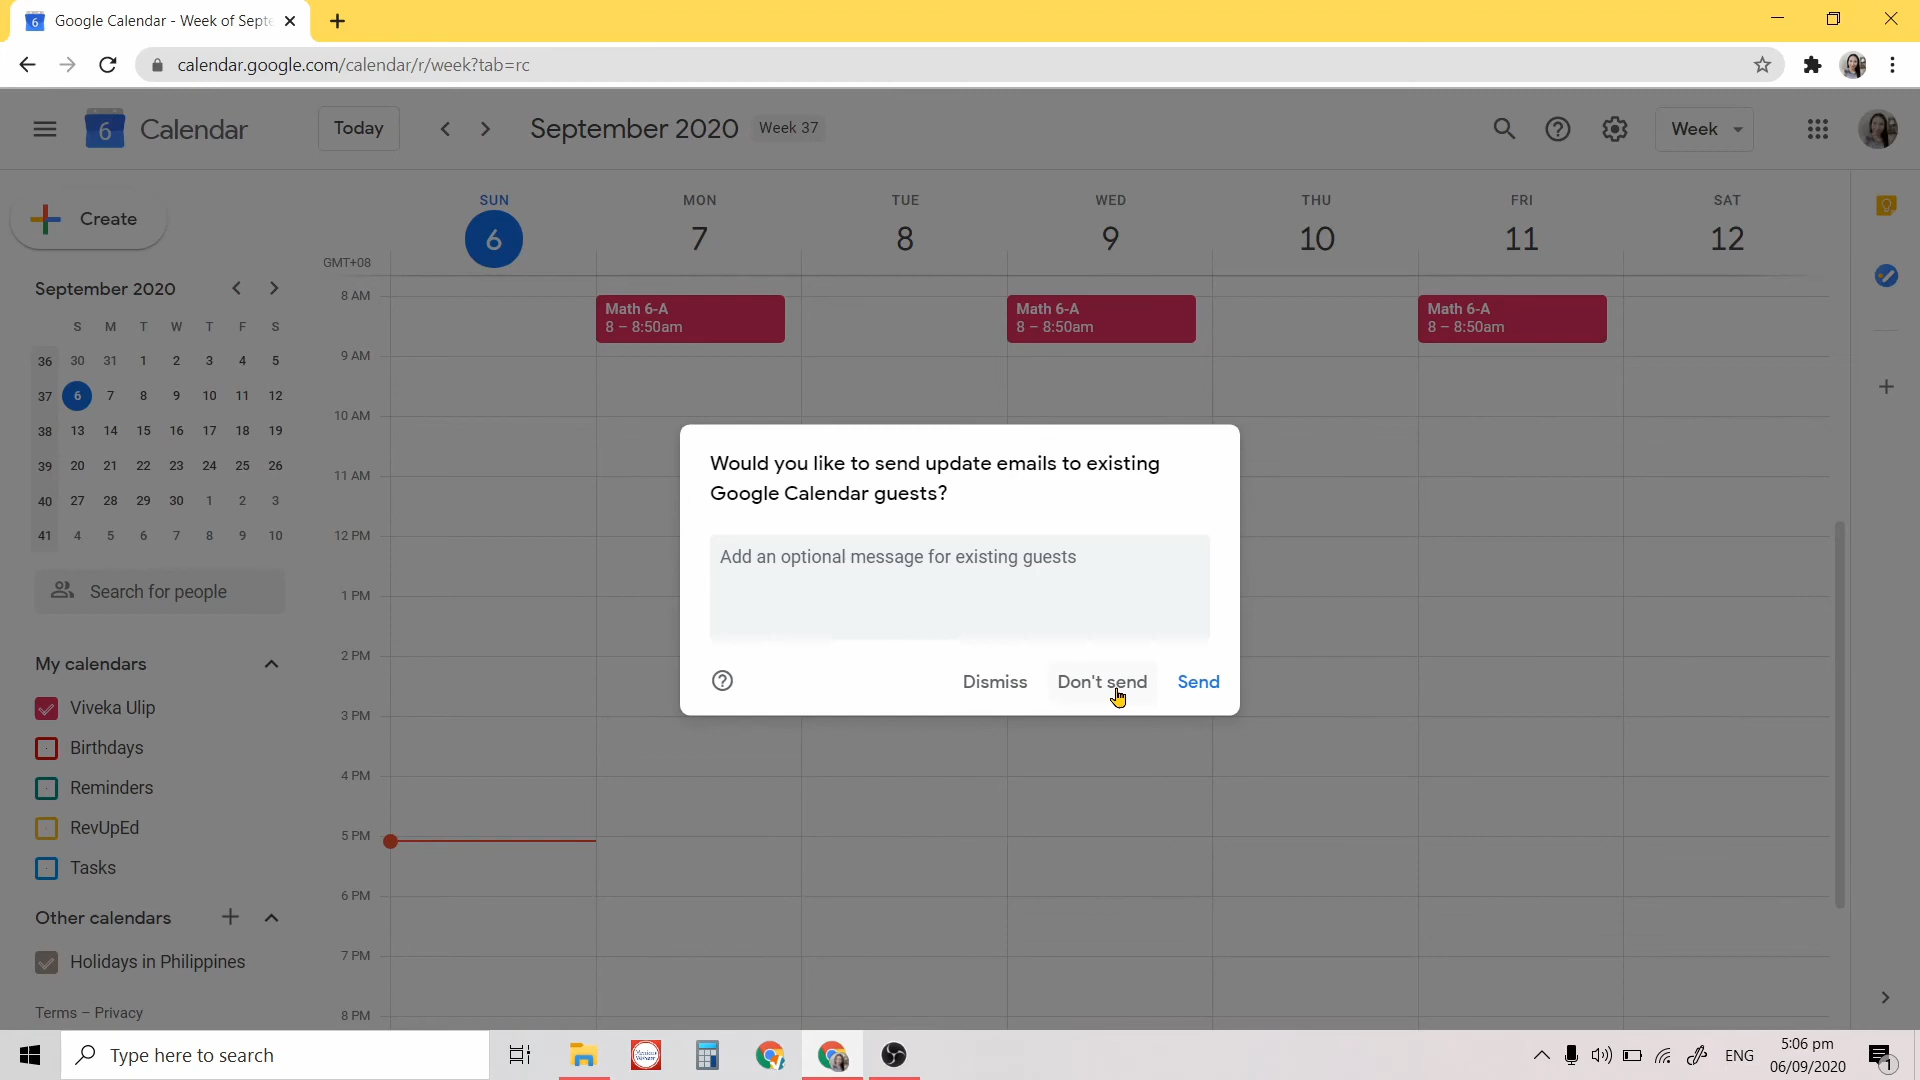 Google Calendar - Week of Septe
calendar.google.com/calendar/r/week?tab=rc
6
Calendar
Today
September 2020
Week 37
Week
Create
SUN
MON
TUE
WED
THU
FRI
SAT
6
7
8
9
10
11
12
GMT+08
September 2020
S M T W T F S
36 30 31 1 2 3 4 5
37 6 7 8 9 10 11 12
38 13 14 15 16 17 18 19
39 20 21 22 23 24 25 26
40 27 28 29 30 1 2 3
41 4 5 6 7 8 9 10
Search for people
My calendars
Viveka Ulip
Birthdays
Reminders
RevUpEd
Tasks
Other calendars
Holidays in Philippines
Terms – Privacy
8 AM
9 AM
10 AM
11 AM
12 PM
1 PM
2 PM
3 PM
4 PM
5 PM
6 PM
7 PM
8 PM
Math 6-A
8 – 8:50am
Math 6-A
8 – 8:50am
Math 6-A
8 – 8:50am
Would you like to send update emails to existing
Google Calendar guests?
Add an optional message for existing guests
Dismiss
Don't send
Send
Type here to search
ENG
5:06 pm
06/09/2020
1